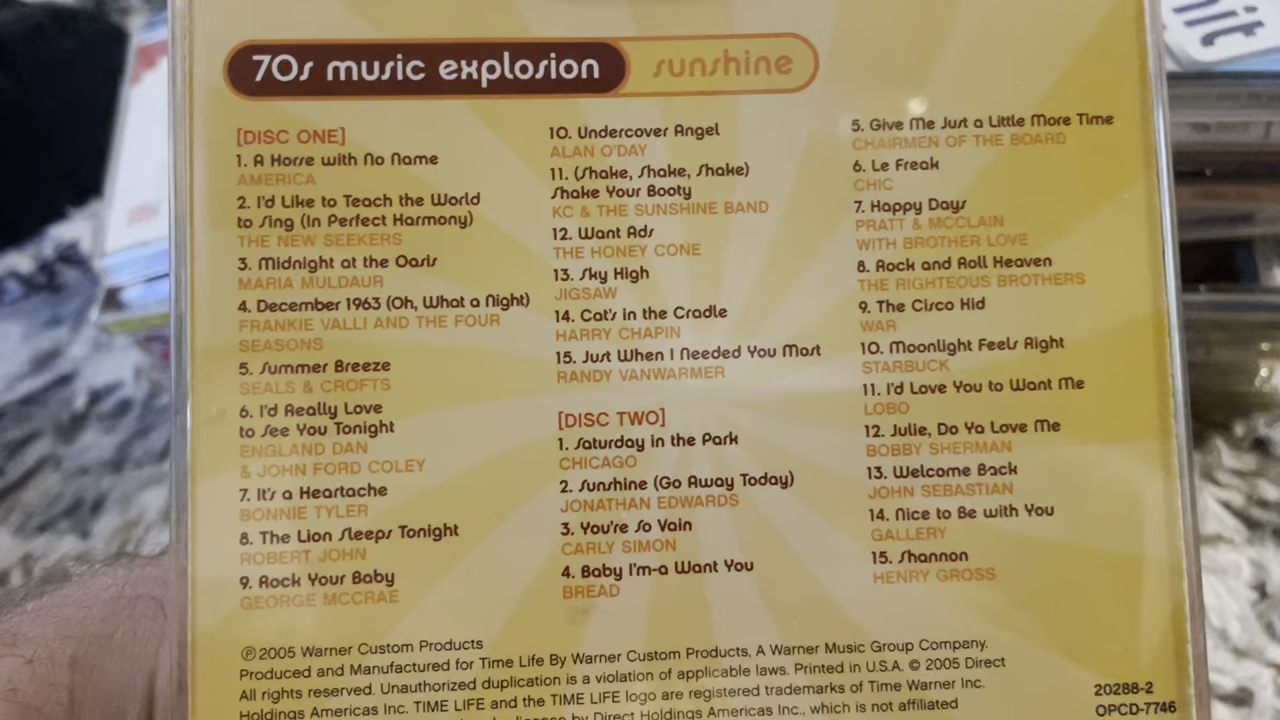 70s music explosion sunshine
[DISC ONE]
1. A Horse with No Name
AMERICA
2. I'd Like to Teach the World
to Sing (In Perfect Harmony)
THE NEW SEEKERS
3. Midnight at the Oasis
MARIA MULDAUR
4. December 1963 (Oh, What a Night)
FRANKIE VALLI AND THE FOUR
SEASONS
5. Summer Breeze
SEALS & CROFTS
6. I'd Really Love
to See You Tonight
ENGLAND DAN
& JOHN FORD COLEY
7. It's a Heartache
BONNIE TYLER
8. The Lion Sleeps Tonight
ROBERT JOHN
9. Rock Your Baby
GEORGE MCCRAE
10. Undercover Angel
ALAN O'DAY
11. (Shake, Shake, Shake)
Shake Your Booty
KC & THE SUNSHINE BAND
12. Want Ads
THE HONEY CONE
13. Sky High
JIGSAW
14. Cat's in the Cradle
HARRY CHAPIN
15. Just When I Needed You Most
RANDY VANWARMER
[DISC TWO]
1. Saturday in the Park
CHICAGO
2. Sunshine (Go Away Today)
JONATHAN EDWARDS
3. You're So Vain
CARLY SIMON
4. Baby I'm-a Want You
BREAD
5. Give Me Just a Little More Time
CHAIRMEN OF THE BOARD
6. Le Freak
CHIC
7. Happy Days
PRATT & MCCLAIN
WITH BROTHER LOVE
8. Rock and Roll Heaven
THE RIGHTEOUS BROTHERS
9. The Cisco Kid
WAR
10. Moonlight Feels Right
STARBUCK
11. I'd Love You to Want Me
LOBO
12. Julie, Do Ya Love Me
BOBBY SHERMAN
13. Welcome Back
JOHN SEBASTIAN
14. Nice to Be with You
GALLERY
15. Shannon
HENRY GROSS
℗ 2005 Warner Custom Products
Produced and Manufactured for Time Life By Warner Custom Products, A Warner Music Group Company.
All rights reserved. Unauthorized duplication is a violation of applicable laws. Printed in U.S.A. © 2005 Direct
Holdings Americas Inc. TIME LIFE and the TIME LIFE logo are registered trademarks of Time Warner Inc.
by Direct Holdings Americas Inc., which is not affiliated
20288-2
OPCD-7746